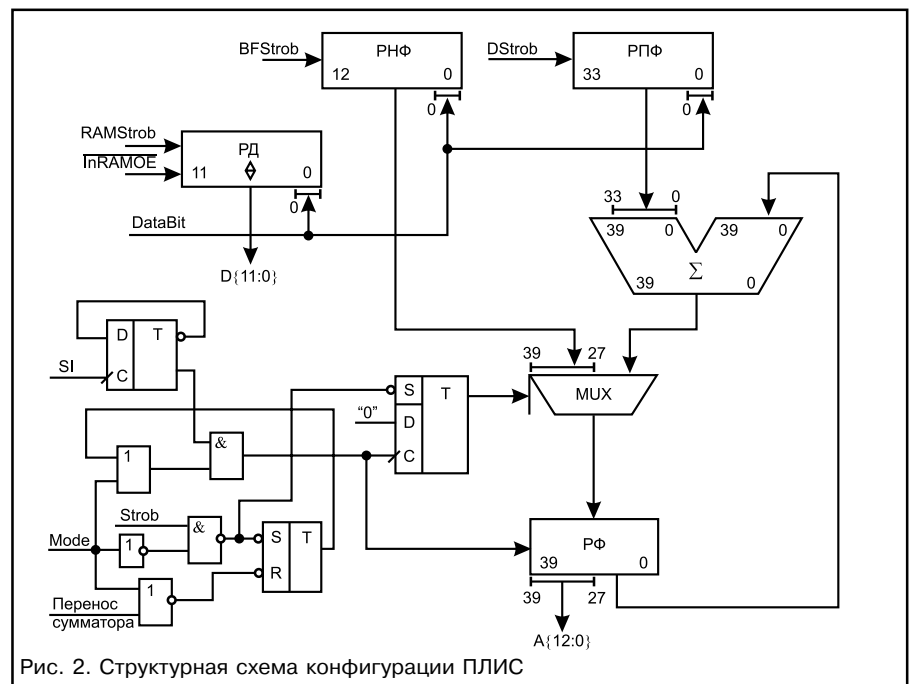 BFStrob
РНФ
12
0
0
DStrob
РПФ
33
0
0
RAMStrob
InRAMOE
РД
11
0
0
DataBit
D{11:0}
33
0
39
0
39
0
Σ
39
0
D
T
C
SI
39
27
MUX
S
T
"0"
D
C
&
1
Strob
&
Mode
1
S
T
R
1
Перенос
сумматора
РФ
39
0
39
27
A{12:0}
Рис. 2. Структурная схема конфигурации ПЛИС